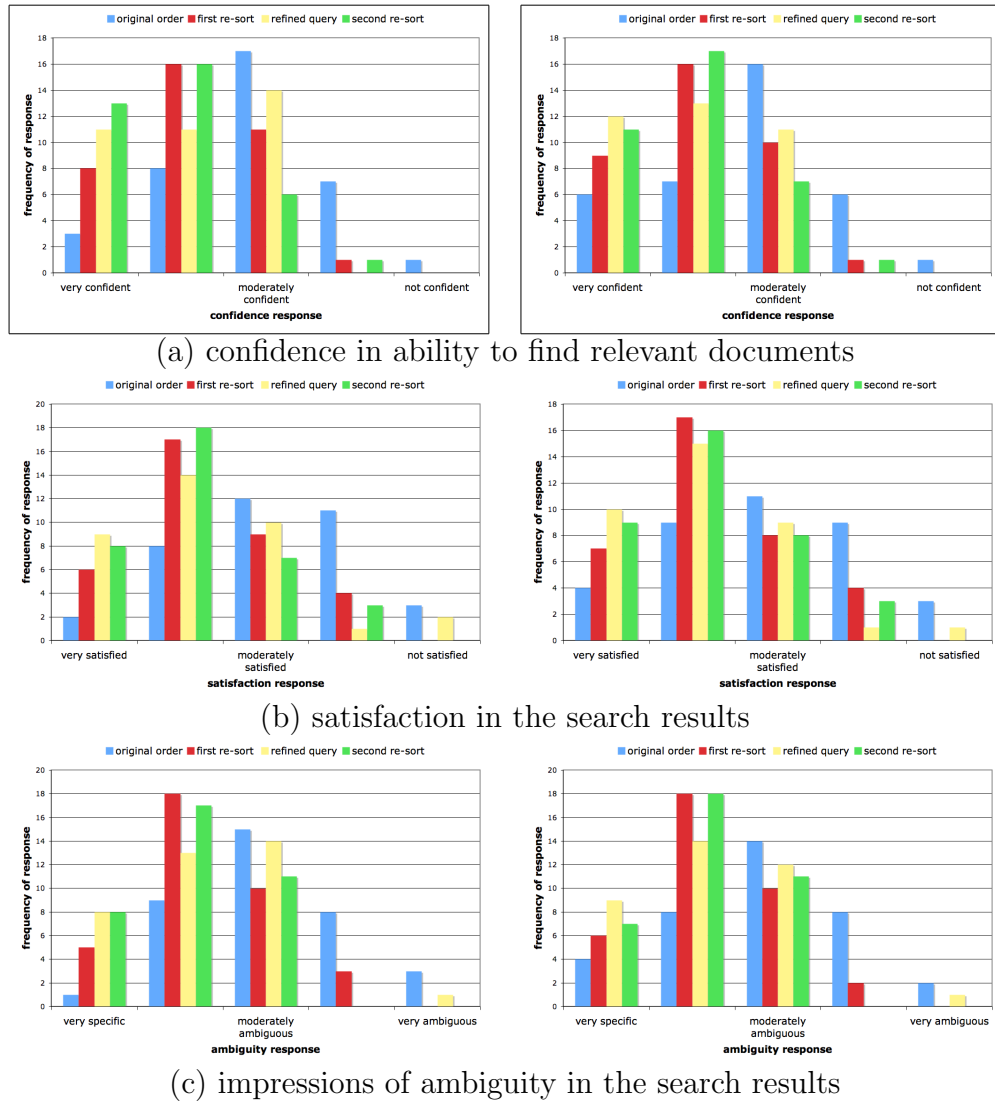 original order first re-sort refined query second re-sort
18
16
14
12
10
8
6
4
2
0
frequency of response
very confident moderately confident not confident
confidence response
original order first re-sort refined query second re-sort
18
16
14
12
10
8
6
4
2
0
frequency of response
very confident moderately confident not confident
confidence response
(a) confidence in ability to find relevant documents
original order first re-sort refined query second re-sort
20
18
16
14
12
10
8
6
4
2
0
frequency of response
very satisfied moderately satisfied not satisfied
satisfaction response
original order first re-sort refined query second re-sort
18
16
14
12
10
8
6
4
2
0
frequency of response
very satisfied moderately satisfied not satisfied
satisfaction response
(b) satisfaction in the search results
original order first re-sort refined query second re-sort
20
18
16
14
12
10
8
6
4
2
0
frequency of response
very specific moderately ambiguous very ambiguous
ambiguity response
original order first re-sort refined query second re-sort
20
18
16
14
12
10
8
6
4
2
0
frequency of response
very specific moderately ambiguous very ambiguous
ambiguity response
(c) impressions of ambiguity in the search results